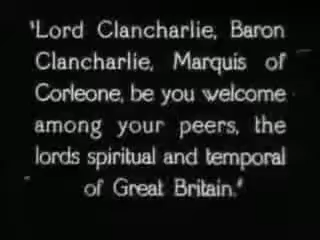 'Lord Clancharlie, Baron
Clancharlie, Marquis of
Corleone, be you welcome
among your peers, the
lords spiritual and temporal
of Great Britain.'